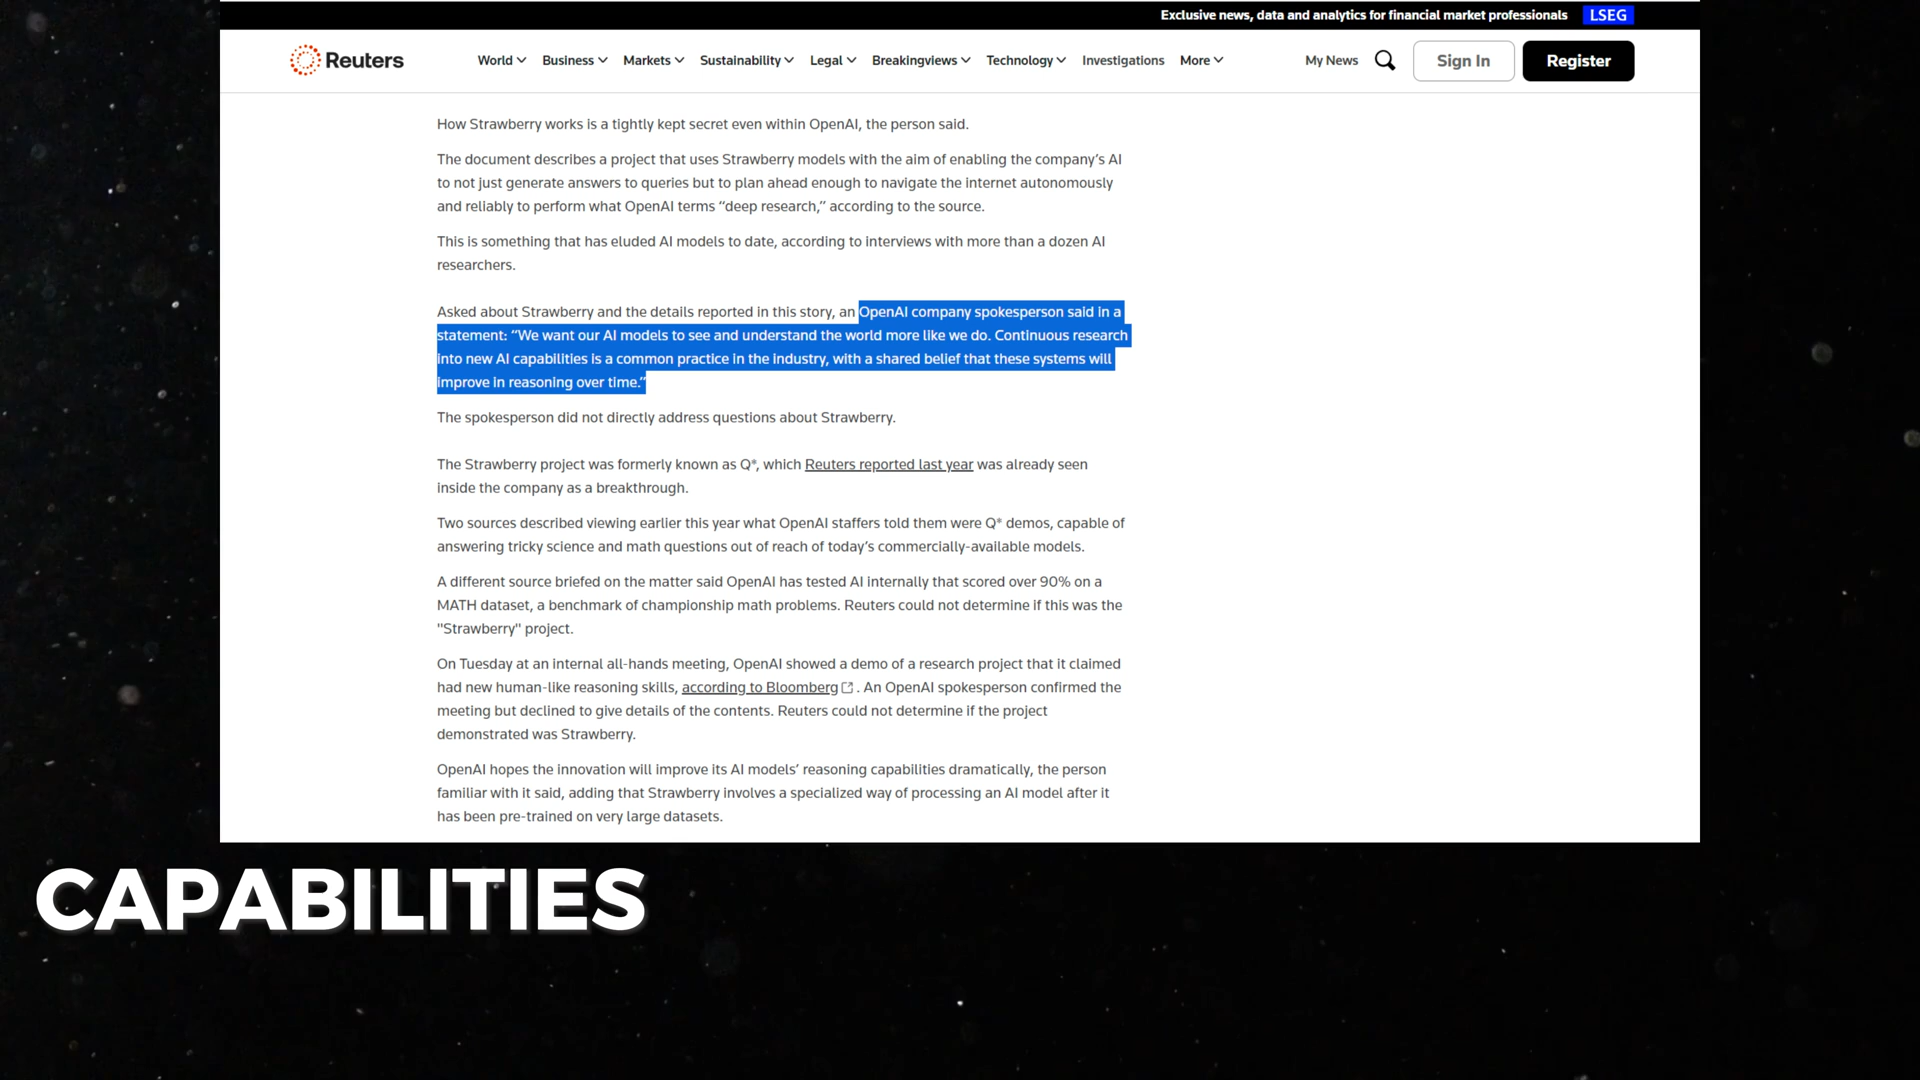 Exclusive news, data and analytics for financial market professionals LSEG
Reuters World Business Markets Sustainability Legal Breakingviews Technology Investigations More My News Sign In Register
How Strawberry works is a tightly kept secret even within OpenAI, the person said.
The document describes a project that uses Strawberry models with the aim of enabling the company’s AI
to not just generate answers to queries but to plan ahead enough to navigate the internet autonomously
and reliably to perform what OpenAI terms “deep research,” according to the source.
This is something that has eluded AI models to date, according to interviews with more than a dozen AI
researchers.
Asked about Strawberry and the details reported in this story, an OpenAI company spokesperson said in a
statement: “We want our AI models to see and understand the world more like we do. Continuous research
into new AI capabilities is a common practice in the industry, with a shared belief that these systems will
improve in reasoning over time.”
The spokesperson did not directly address questions about Strawberry.
The Strawberry project was formerly known as Q*, which Reuters reported last year was already seen
inside the company as a breakthrough.
Two sources described viewing earlier this year what OpenAI staffers told them were Q* demos, capable of
answering tricky science and math questions out of reach of today’s commercially-available models.
A different source briefed on the matter said OpenAI has tested AI internally that scored over 90% on a
MATH dataset, a benchmark of championship math problems. Reuters could not determine if this was the
"Strawberry" project.
On Tuesday at an internal all-hands meeting, OpenAI showed a demo of a research project that it claimed
had new human-like reasoning skills, according to Bloomberg . An OpenAI spokesperson confirmed the
meeting but declined to give details of the contents. Reuters could not determine if the project
demonstrated was Strawberry.
OpenAI hopes the innovation will improve its AI models’ reasoning capabilities dramatically, the person
familiar with it said, adding that Strawberry involves a specialized way of processing an AI model after it
has been pre-trained on very large datasets.
CAPABILITIES